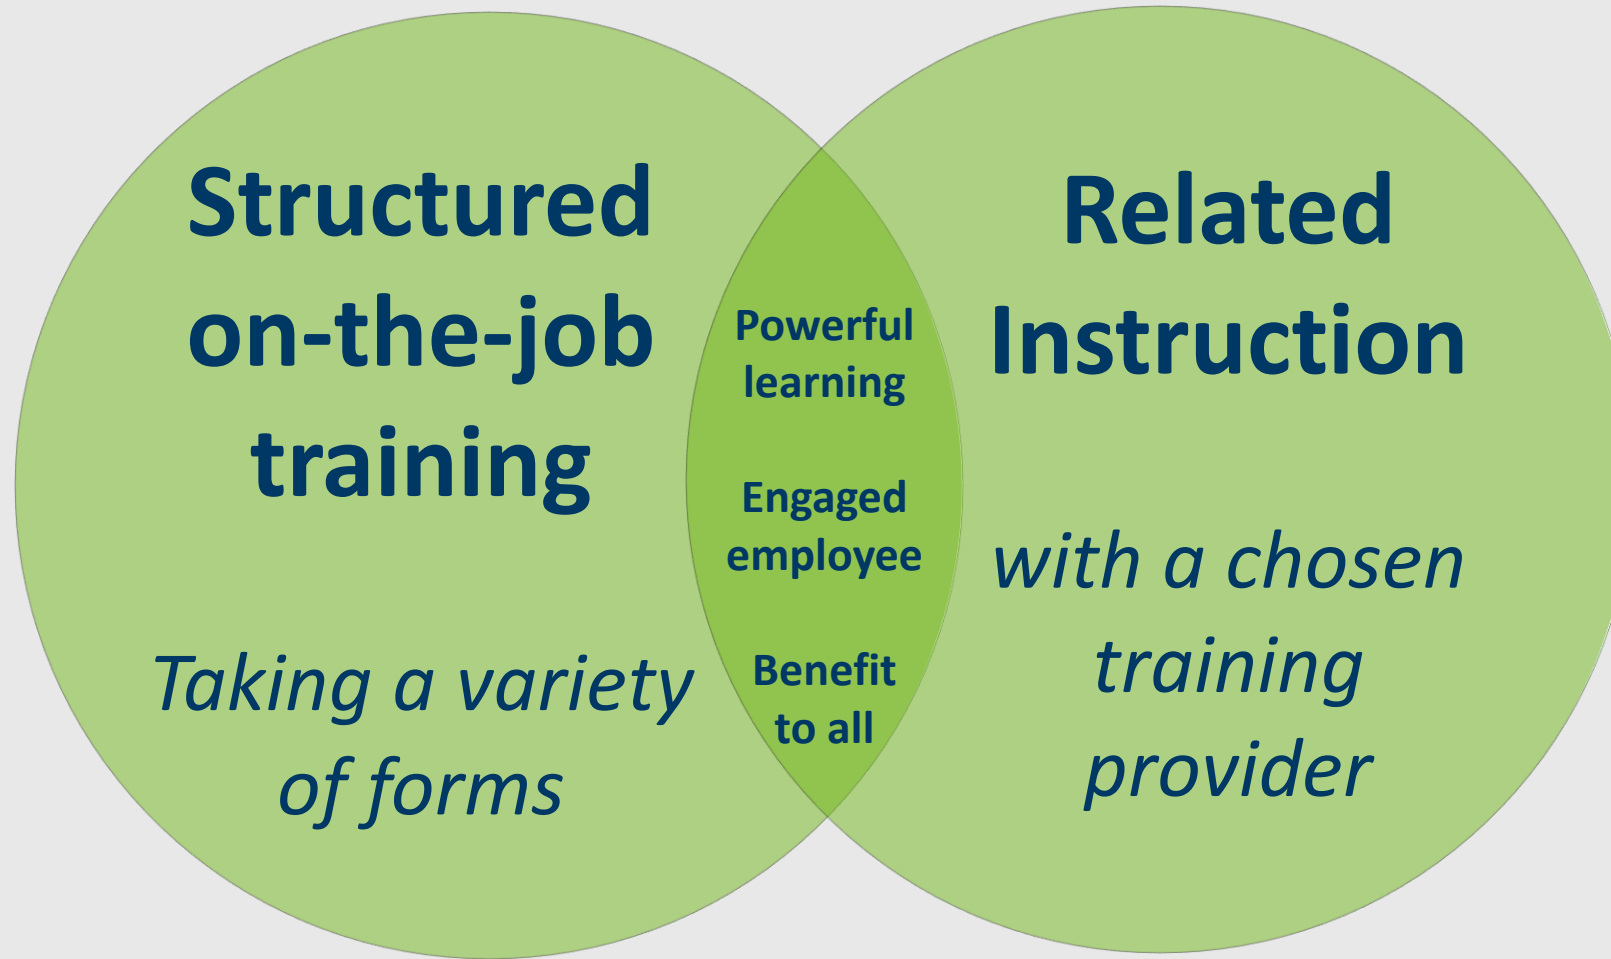 Structured
on-the-job
training
Taking a variety
of forms
Powerful
learning
Engaged
employee
Benefit
to all
Related
Instruction
with a chosen
training
provider